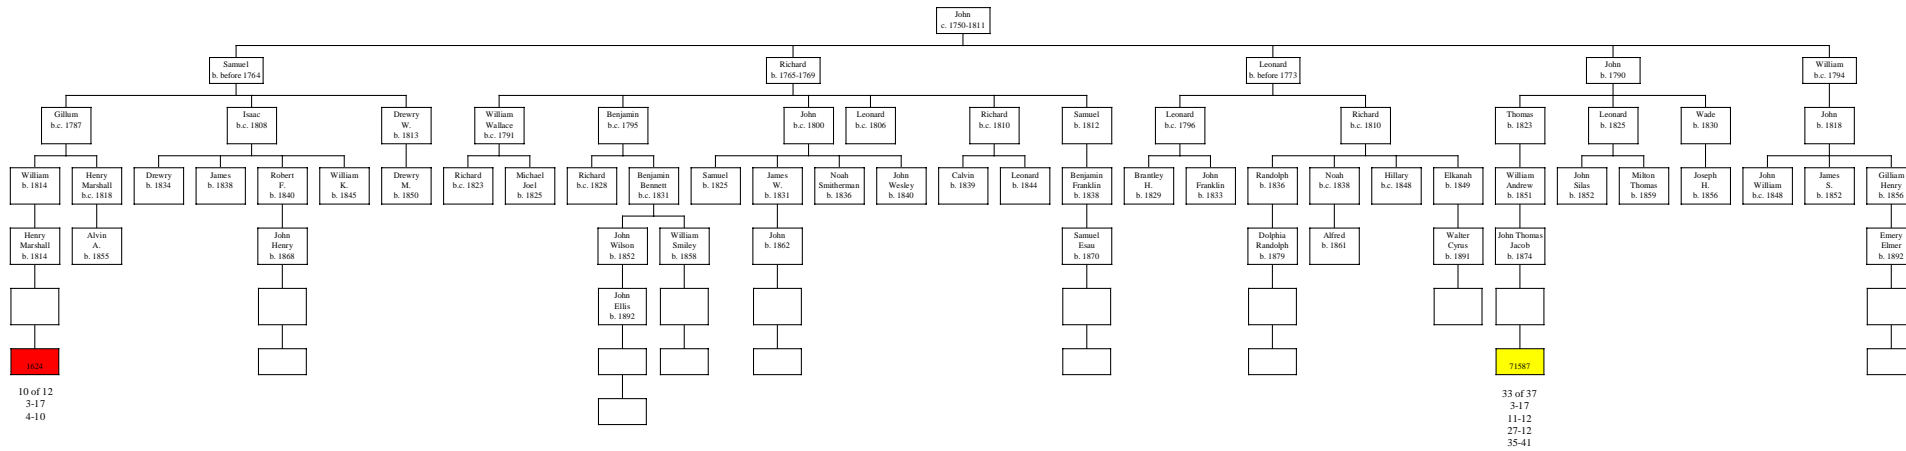 John
c. 1750-1811
Samuel
b. before 1764
Richard
b. 1765-1769
Leonard
b. before 1773
John
b. 1790
William
b.c. 1794
Gillum
b.c. 1787
Isaac
b.c. 1808
Drewry
W.
b. 1813
William
Wallace
b.c. 1791
Benjamin
b.c. 1795
John
b.c. 1800
Leonard
b.c. 1806
Richard
b.c. 1810
Samuel
b. 1812
Leonard
b.c. 1796
Richard
b.c. 1810
Thomas
b. 1823
Leonard
b. 1825
Wade
b. 1830
John
b. 1818
William
b. 1814
Henry
Marshall
b.c. 1818
Drewry
b. 1834
James
b. 1838
Robert
F.
b. 1840
William
K.
b. 1845
Drewry
M.
b. 1850
Richard
b.c. 1823
Michael
Joel
b. 1825
Richard
b.c. 1828
Benjamin
Bennett
b.c. 1831
Samuel
b. 1825
James
W.
b. 1831
Noah
Smitherman
b. 1836
John
Wesley
b. 1840
Calvin
b. 1839
Leonard
b. 1844
Benjamin
Franklin
b. 1838
Brantley
H.
b. 1829
John
Franklin
b. 1833
Randolph
b. 1836
Noah
b.c. 1838
Hillary
b.c. 1848
Elkanah
b. 1849
William
Andrew
b. 1851
John
Silas
b. 1852
Milton
Thomas
b. 1859
Joseph
H.
b. 1856
John
William
b.c. 1848
James
S.
b. 1852
Gilliam
Henry
b. 1856
Henry
Marshall
b. 1814
Alvin
A.
b. 1855
John
Henry
b. 1868
John
Wilson
b. 1852
William
Smiley
b. 1858
John
b. 1862
Samuel
Esau
b. 1870
Dolphia
Randolph
b. 1879
Alfred
b. 1861
Walter
Cyrus
b. 1891
John Thomas
Jacob
b. 1874
Emery
Elmer
b. 1892
John
Ellis
b. 1892
1624
71587
10 of 12
3-17
4-10
33 of 37
3-17
11-12
27-12
35-41